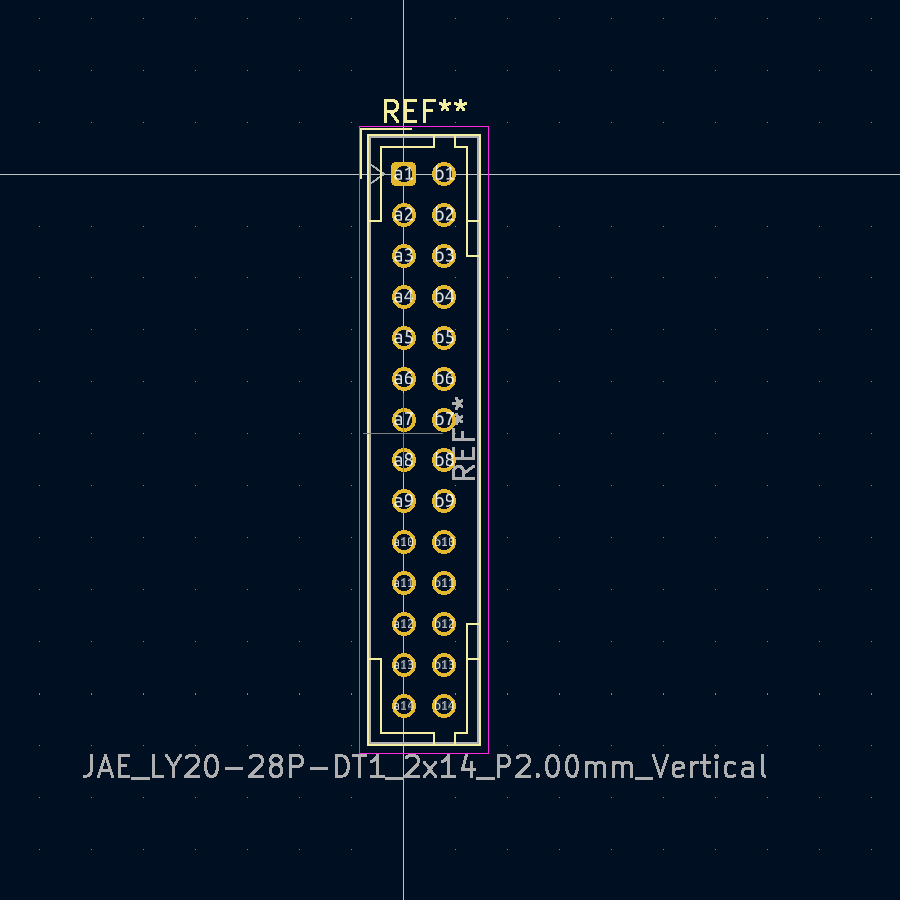 REF**
a1 b1
a2 b2
a3 b3
a4 b4
a5 b5
a6 b6
a7 b7
a8 b8
a9 b9
a10 b10
a11 b11
a12 b12
a13 b13
a14 b14
REF**
JAE_LY20-28P-DT1_2x14_P2.00mm_Vertical